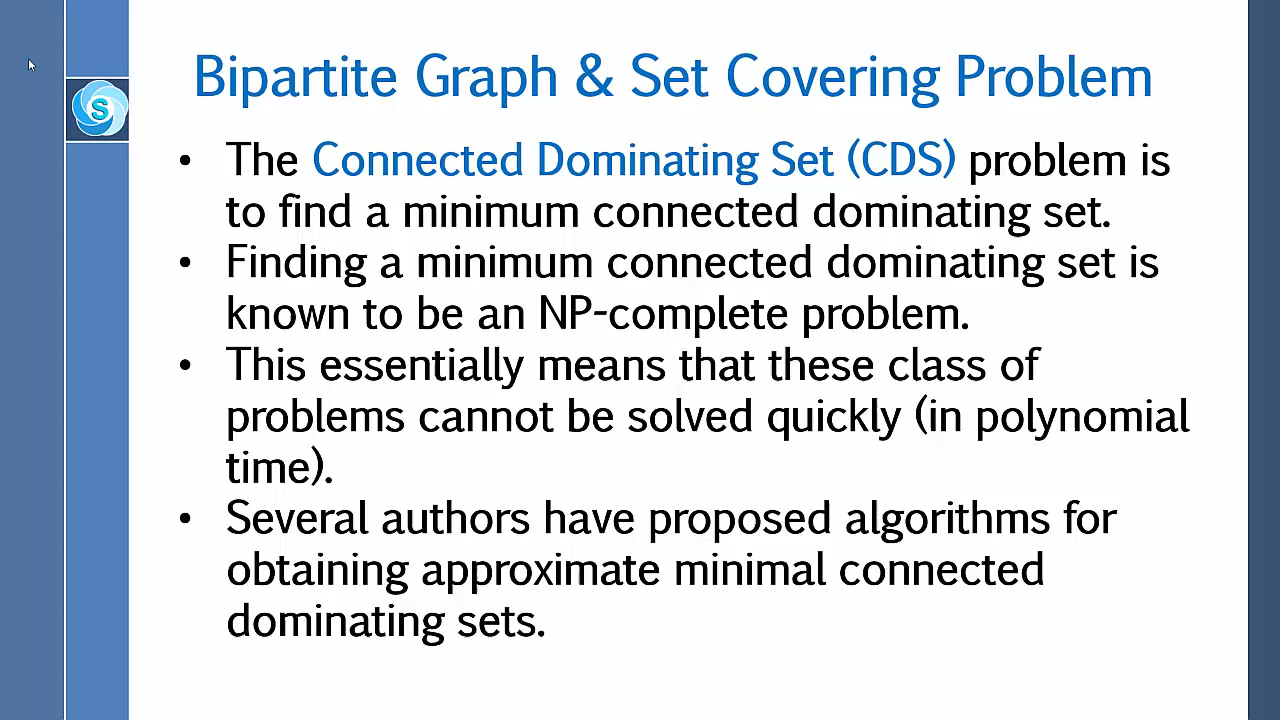 Bipartite Graph & Set Covering Problem
S
• The Connected Dominating Set (CDS) problem is
to find a minimum connected dominating set.
• Finding a minimum connected dominating set is
known to be an NP-complete problem.
• This essentially means that these class of
problems cannot be solved quickly (in polynomial
time).
• Several authors have proposed algorithms for
obtaining approximate minimal connected
dominating sets.